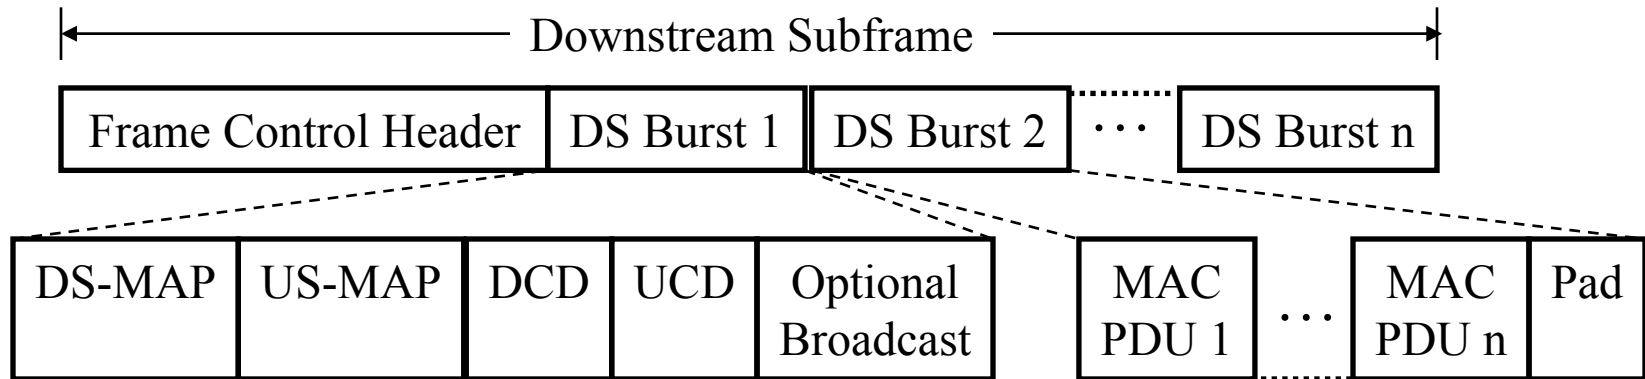 Downstream Subframe
Frame Control Header DS Burst 1 DS Burst 2 ... DS Burst n
DS-MAP US-MAP DCD UCD Optional Broadcast MAC PDU 1 ... MAC PDU n Pad